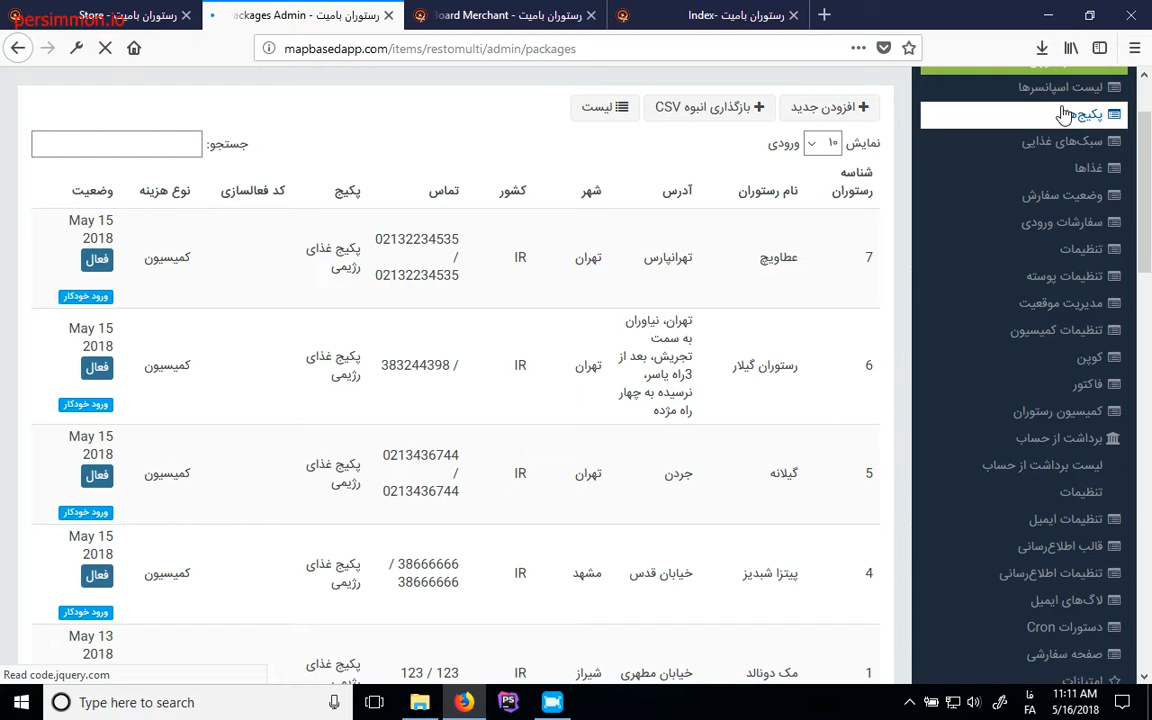 persimmon.io
Store - رستوران بامیت
ackages Admin - رستوران بامیت
Board Merchant - رستوران بامیت
Index- رستوران بامیت
mapbasedapp.com/items/restomulti/admin/packages
افزودن جدید
بازگذاری انبوه CSV
لیست
نمایش ۱۰ ورودی
جستجو:
شناسه رستوران نام رستوران آدرس شهر کشور تماس پکیج کد فعالسازی نوع هزینه وضعیت
7 عطاویچ تهرانپارس تهران IR
02132234535
/
02132234535
پکیج غذای
رژیمی
کمیسیون
May 15
2018
فعال
ورود خودکار
6 رستوران گیلار
تهران، نیاوران
به سمت
تجریش، بعد از
3راه یاسر،
نرسیده به چهار
راه مژده
تهران IR
383244398 /
پکیج غذای
رژیمی
کمیسیون
May 15
2018
فعال
ورود خودکار
5 گیلانه جردن تهران IR
0213436744
/
0213436744
پکیج غذای
رژیمی
کمیسیون
May 15
2018
فعال
ورود خودکار
4 پیتزا شبدیز خیابان قدس مشهد IR
38666666 /
38666666
پکیج غذای
رژیمی
کمیسیون
May 15
2018
فعال
ورود خودکار
1 مک دونالد خیابان مطهری شیراز IR
123 / 123
پکیج غذای
May 13
2018
لیست اسپانسرها
پکیج‌ها
سبک‌های غذایی
غذاها
وضعیت سفارش
سفارشات ورودی
تنظیمات
تنظیمات پوسته
مدیریت موقعیت
تنظیمات کمیسیون
کوپن
فاکتور
کمیسیون رستوران
برداشت از حساب
لیست برداشت از حساب
تنظیمات
تنظیمات ایمیل
قالب اطلاع‌رسانی
تنظیمات اطلاع‌رسانی
لاگ‌های ایمیل
دستورات Cron
صفحه سفارشی
امتیازات
Read code.jquery.com
Type here to search
فا
FA
11:11 AM
5/16/2018